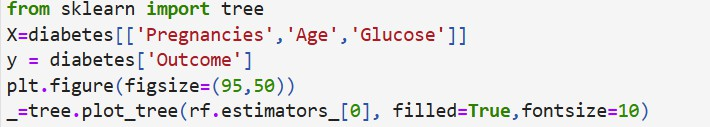 from sklearn import tree
X=diabetes[['Pregnancies','Age','Glucose']]
y = diabetes['Outcome']
plt.figure(figsize=(95,50))
_=tree.plot_tree(rf.estimators_[0], filled=True,fontsize=10)